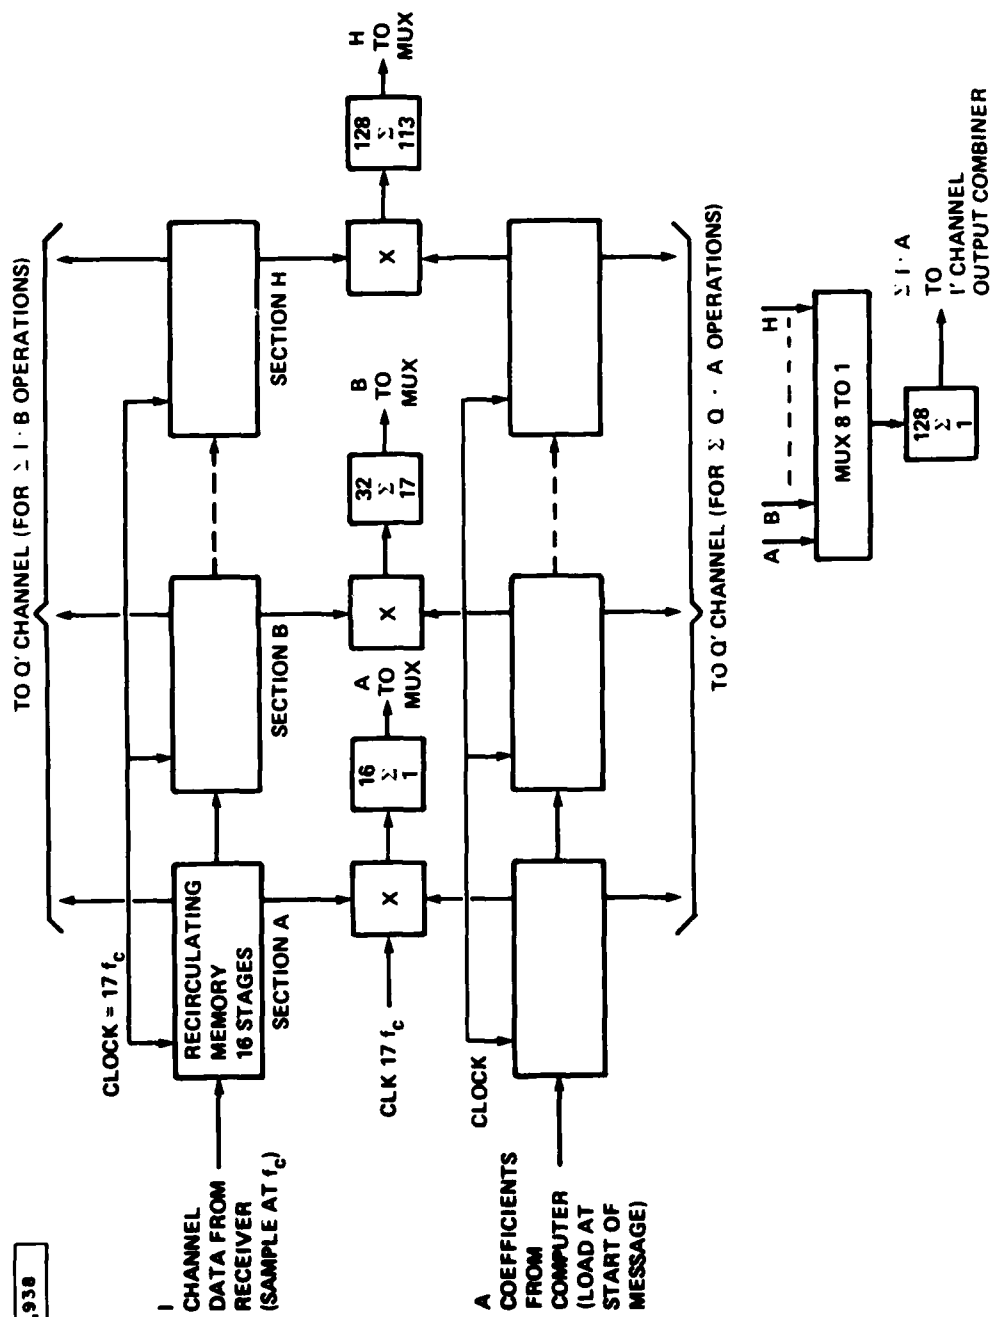 ,938
TO Q' CHANNEL (FOR Σ I · B OPERATIONS)
CLOCK = 17 fc
I
CHANNEL
DATA FROM
RECEIVER
(SAMPLE AT fc)
RECIRCULATING
MEMORY
16 STAGES
SECTION A
SECTION B
SECTION H
CLK 17 fc
X
16
Σ
1
A
TO
MUX
X
32
Σ
17
B
TO
MUX
X
128
Σ
113
H
TO
MUX
CLOCK
A
COEFFICIENTS
FROM
COMPUTER
(LOAD AT
START OF
MESSAGE)
TO Q' CHANNEL (FOR Σ Q · A OPERATIONS)
A B H
MUX 8 TO 1
128
Σ
1
Σ I · A
TO
I' CHANNEL
OUTPUT COMBINER